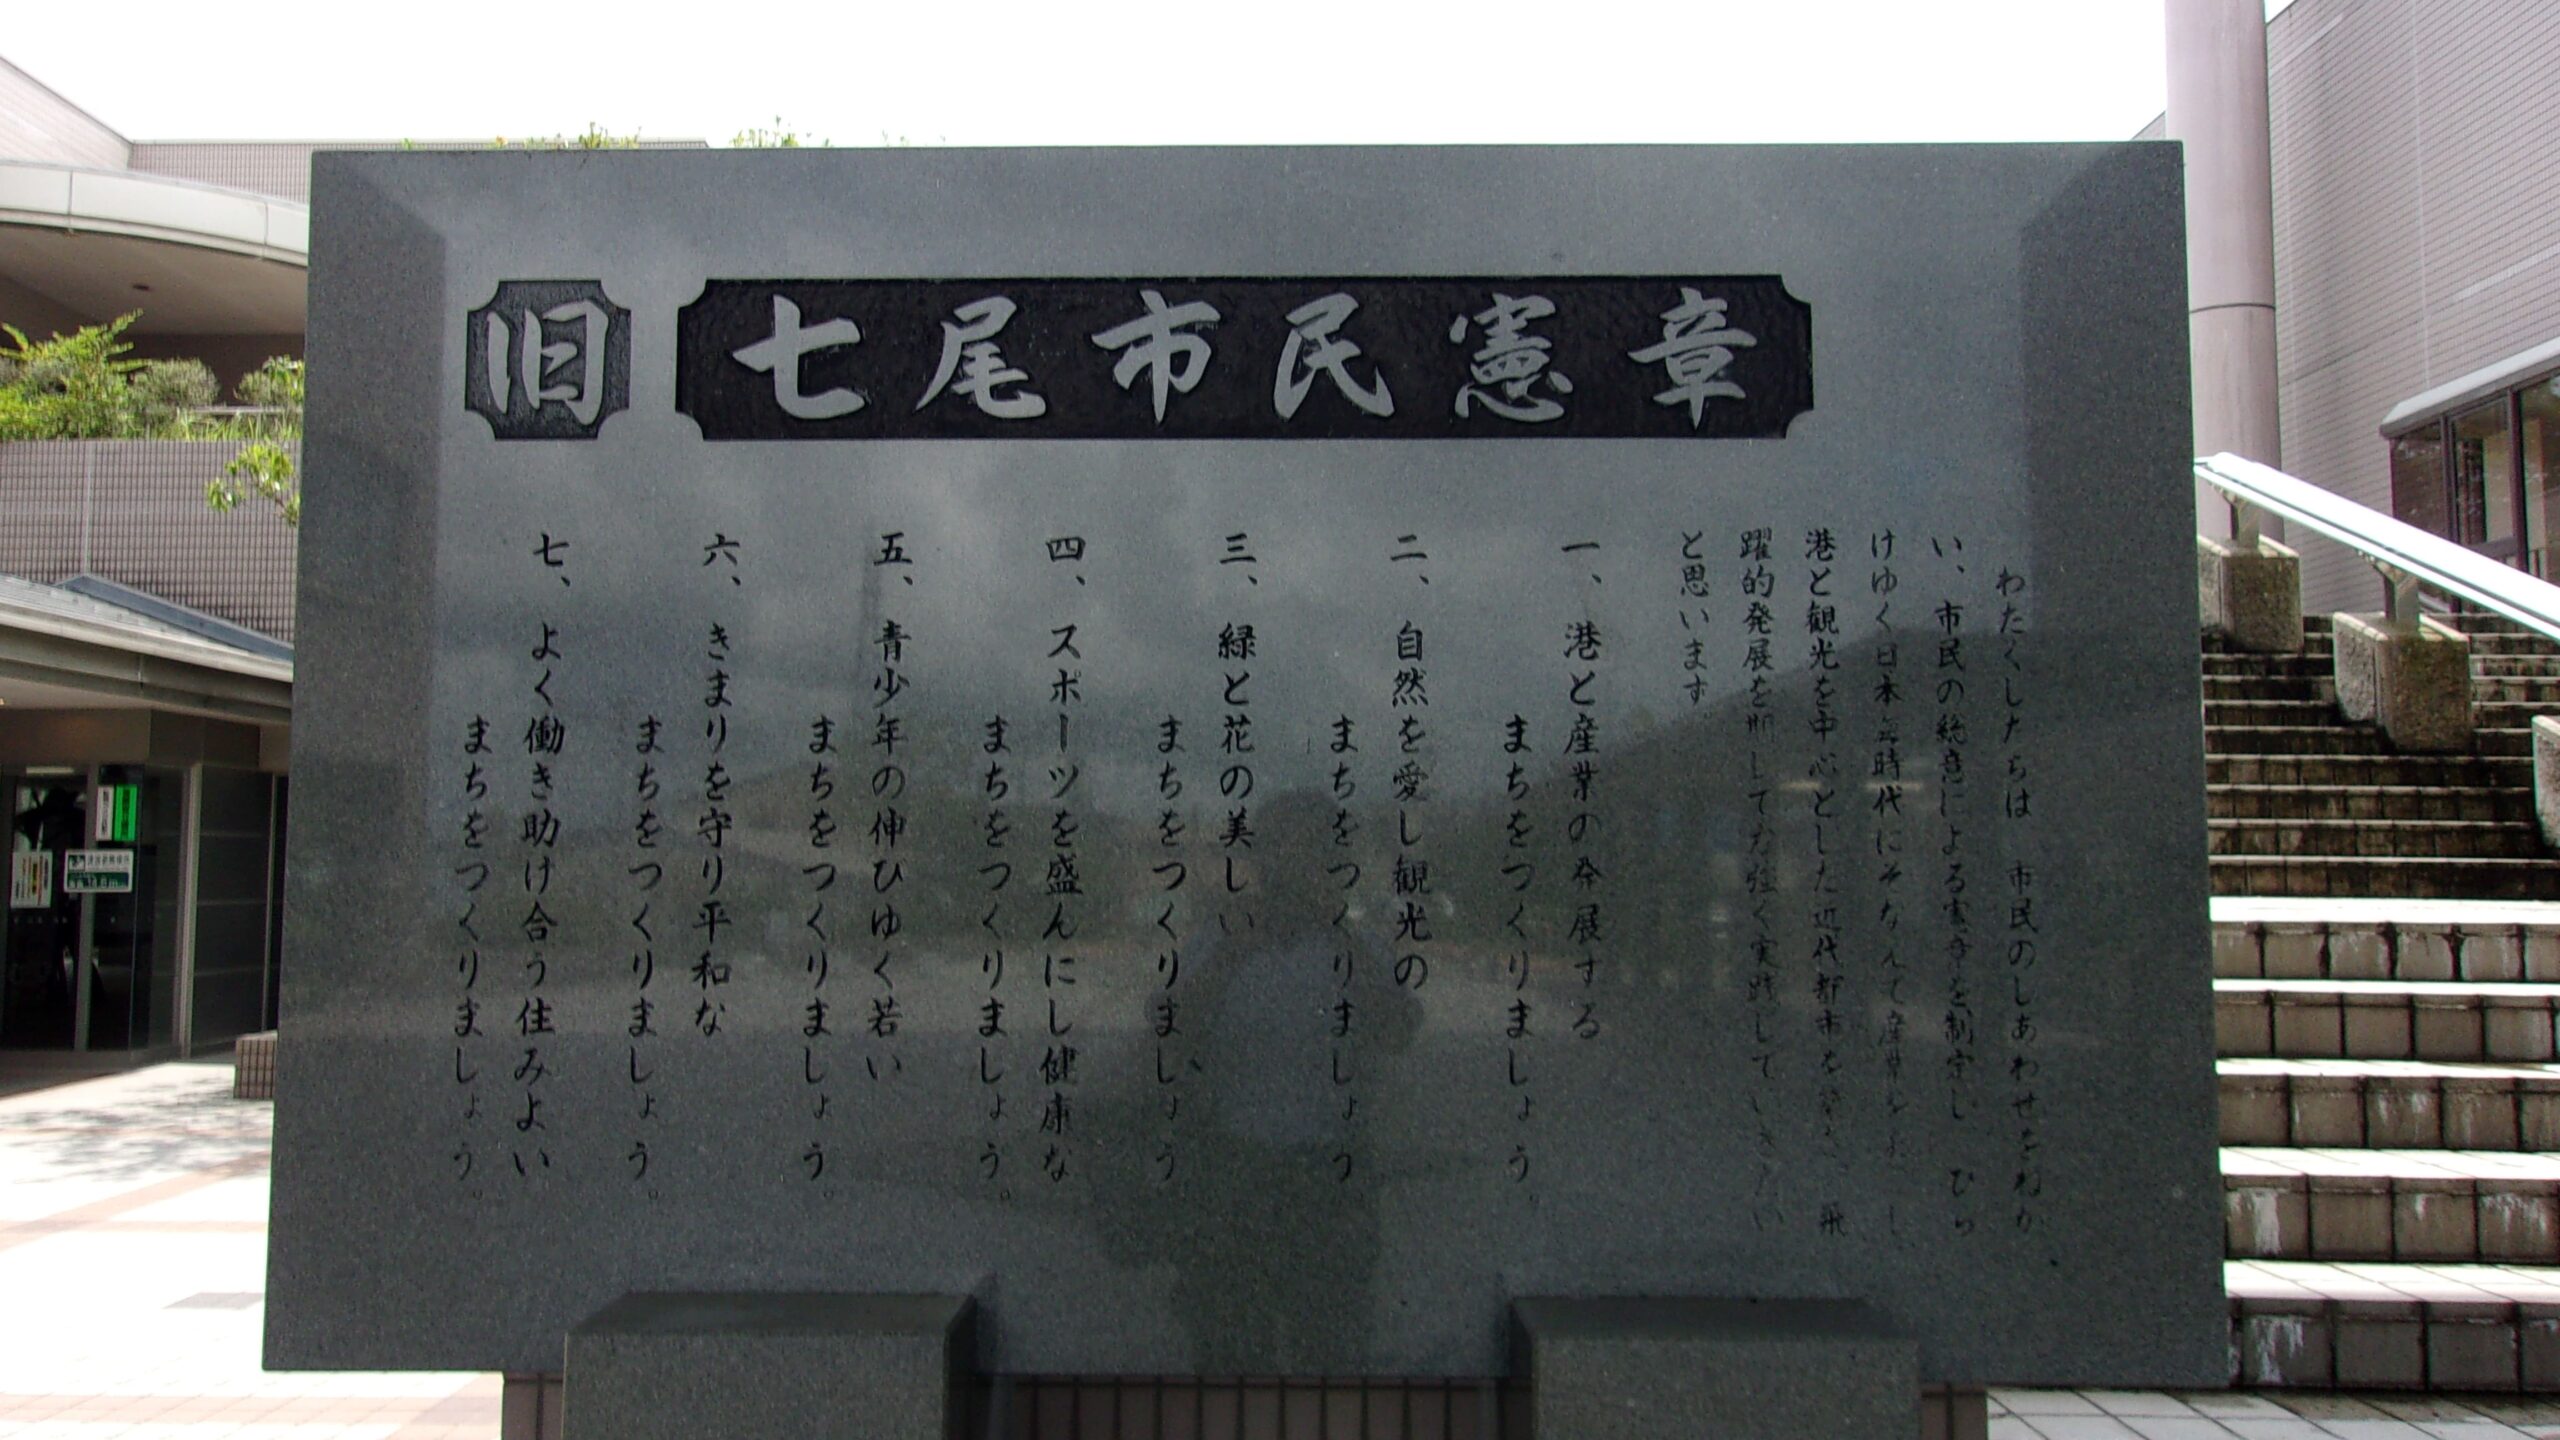 旧 七尾市民憲章
わたくしたちは 市民のしあわせをねが
い、市民の総意による憲章を制定し ひら
けゆく日本海時代にそなえて産業をおこし
港と観光を中心とした近代都市を築き、飛
躍的発展を期して力強く実践していきたい
と思います。
一、港と産業の発展する
まちをつくりましょう。
二、自然を愛し観光の
まちをつくりましょう。
三、緑と花の美しい
まちをつくりましょう
四、スポーツを盛んにし健康な
まちをつくりましょう。
五、青少年の伸びゆく若い
まちをつくりましょう。
六、きまりを守り平和な
まちをつくりましょう。
七、よく働き助け合う住みよい
まちをつくりましょう。